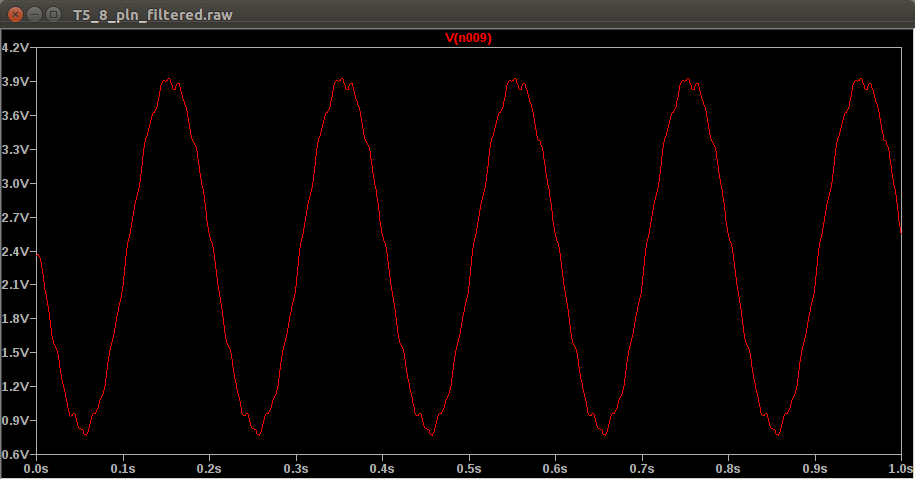 T5_8_pln_filtered.raw
V(n009)
4.2V
3.9V
3.6V
3.3V
3.0V
2.7V
2.4V
2.1V
1.8V
1.5V
1.2V
0.9V
0.6V
0.0s 0.1s 0.2s 0.3s 0.4s 0.5s 0.6s 0.7s 0.8s 0.9s 1.0s